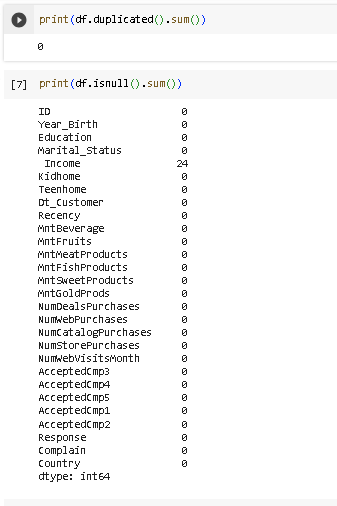 print(df.duplicated().sum())
0
[7] print(df.isnull().sum())
ID 0
Year_Birth 0
Education 0
Marital_Status 0
 Income 24
Kidhome 0
Teenhome 0
Dt_Customer 0
Recency 0
MntBeverage 0
MntFruits 0
MntMeatProducts 0
MntFishProducts 0
MntSweetProducts 0
MntGoldProds 0
NumDealsPurchases 0
NumWebPurchases 0
NumCatalogPurchases 0
NumStorePurchases 0
NumWebVisitsMonth 0
AcceptedCmp3 0
AcceptedCmp4 0
AcceptedCmp5 0
AcceptedCmp1 0
AcceptedCmp2 0
Response 0
Complain 0
Country 0
dtype: int64